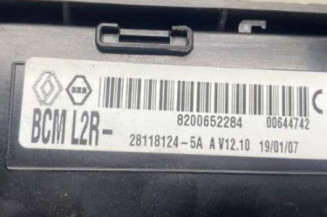 8200652284 00644742
BCM L2R-
28118124-5A A V12.10 19/01/07